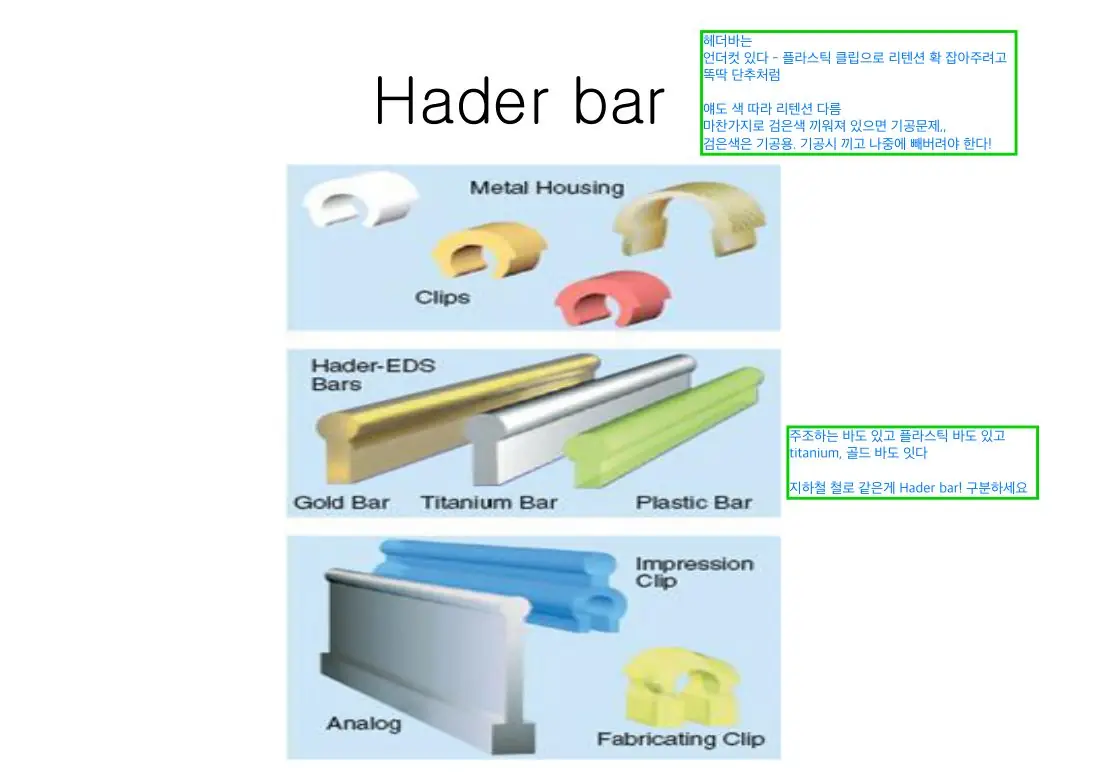 Hader bar
헤더바는
언더컷 있다 - 플라스틱 클립으로 리텐션 확 잡아주려고
똑딱 단추처럼
얘도 색 따라 리텐션 다름
마찬가지로 검은색 끼워져 있으면 기공문제,,
검은색은 기공용. 기공시 끼고 나중에 빼버려야 한다!
Metal Housing
Clips
Hader-EDS
Bars
Gold Bar
Titanium Bar
Plastic Bar
주조하는 바도 있고 플라스틱 바도 있고
titanium, 골드 바도 잇다
지하철 철로 같은게 Hader bar! 구분하세요
Impression
Clip
Analog
Fabricating Clip